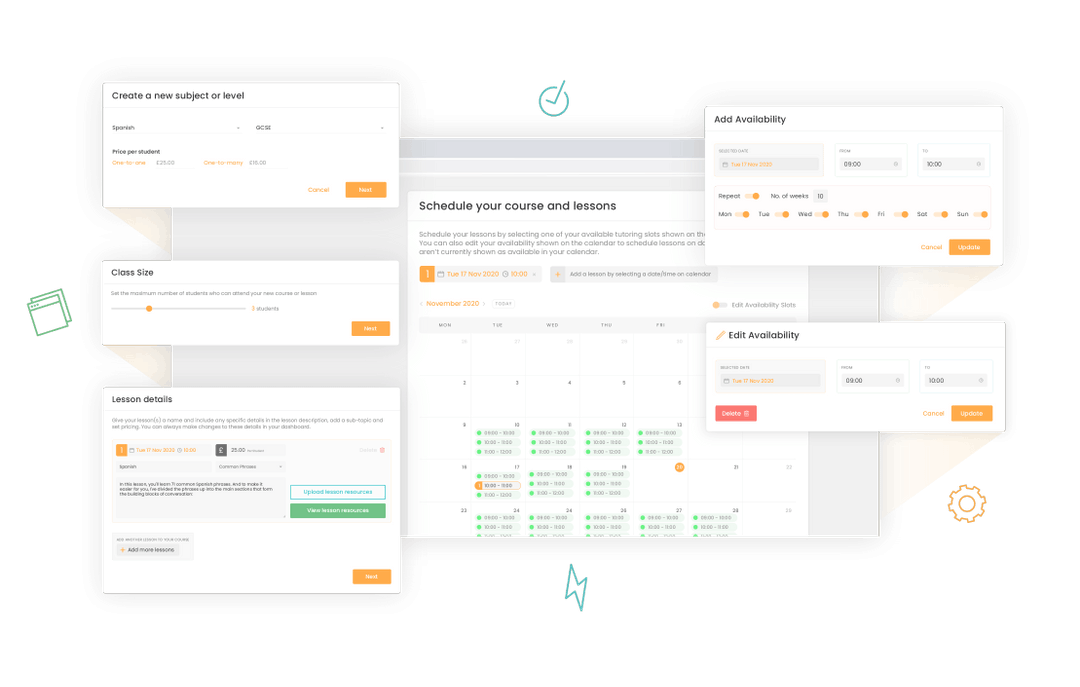 Create a new subject or level
Spanish
GCSE
Price per student
One-to-one £25.00 One-to-many £15.00
Cancel Next
Class Size
Set the maximum number of students who can attend your new course or lesson
3 students
Next
Lesson details
Give your lesson(s) a name and include any specific details in the lesson description, add a sub-topic and
set pricing. You can always make changes to these details in your dashboard.
1 Tue 17 Nov 2020 10:00 £ 25.00
Spanish Common Phrases
In this lesson, you'll learn 11 common Spanish phrases. And to make it
easier for you, I've divided the phrases up into the main sections that form
the building blocks of conversation:
Upload lesson resources
View lesson resources
ADD ANOTHER LESSON TO YOUR COURSE
+ Add more lessons
Next
Schedule your course and lessons
Schedule your lessons by selecting one of your available tutoring slots shown on the
You can also edit your availability shown on the calendar to schedule lessons on
aren't currently shown as available in your calendar.
1 Tue 17 Nov 2020 10:00
+ Add a lesson by selecting a date/time on calendar
November 2020 TODAY
Edit Availability Slots
MON TUE WED THU FRI
26 27 28 29 30
2 3 4 5 6
9 10 11 12 13
09:00 - 10:00 09:00 - 10:00 09:00 - 10:00 09:00 - 10:00
10:00 - 11:00 10:00 - 11:00 10:00 - 11:00 10:00 - 11:00
11:00 - 12:00 11:00 - 12:00 11:00 - 12:00 11:00 - 12:00
16 17 18 19 20 21 22
09:00 - 10:00 09:00 - 10:00 09:00 - 10:00
1 10:00 - 11:00 10:00 - 11:00 10:00 - 11:00
11:00 - 12:00 11:00 - 12:00 11:00 - 12:00
23 24 24 26 27 28 29
09:00 - 10:00 09:00 - 10:00 09:00 - 10:00 09:00 - 10:00 09:00 - 10:00
10:00 - 11:00 10:00 - 11:00 10:00 - 11:00 10:00 - 11:00 10:00 - 11:00
11:00 - 12:00 11:00 - 12:00 11:00 - 12:00 11:00 - 12:00 11:00 - 12:00
Add Availability
SELECTED DATE FROM TO
Tue 17 Nov 2020 09:00 10:00
Repeat No. of weeks 10
Mon Tue Wed Thu Fri Sat Sun
Cancel Update
Edit Availability
SELECTED DATE FROM TO
Tue 17 Nov 2020 09:00 10:00
Delete Cancel Update